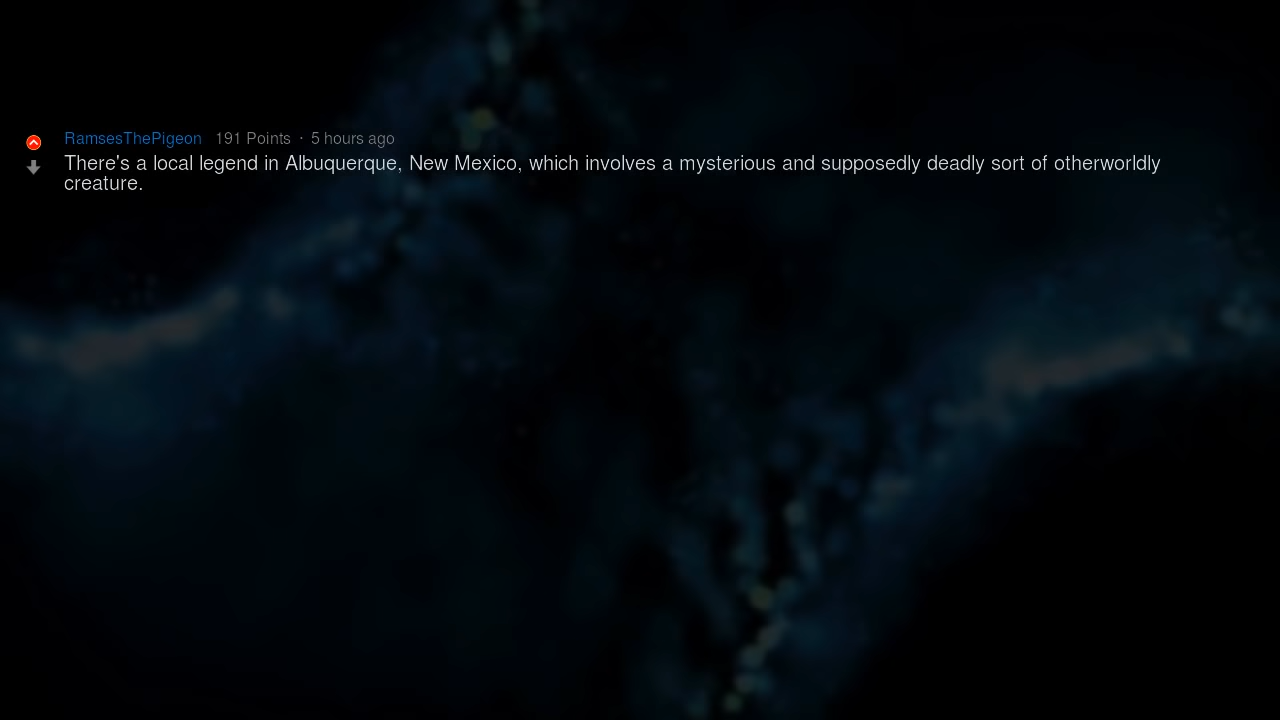 RamsesThePigeon 191 Points · 5 hours ago
There's a local legend in Albuquerque, New Mexico, which involves a mysterious and supposedly deadly sort of otherworldly
creature.